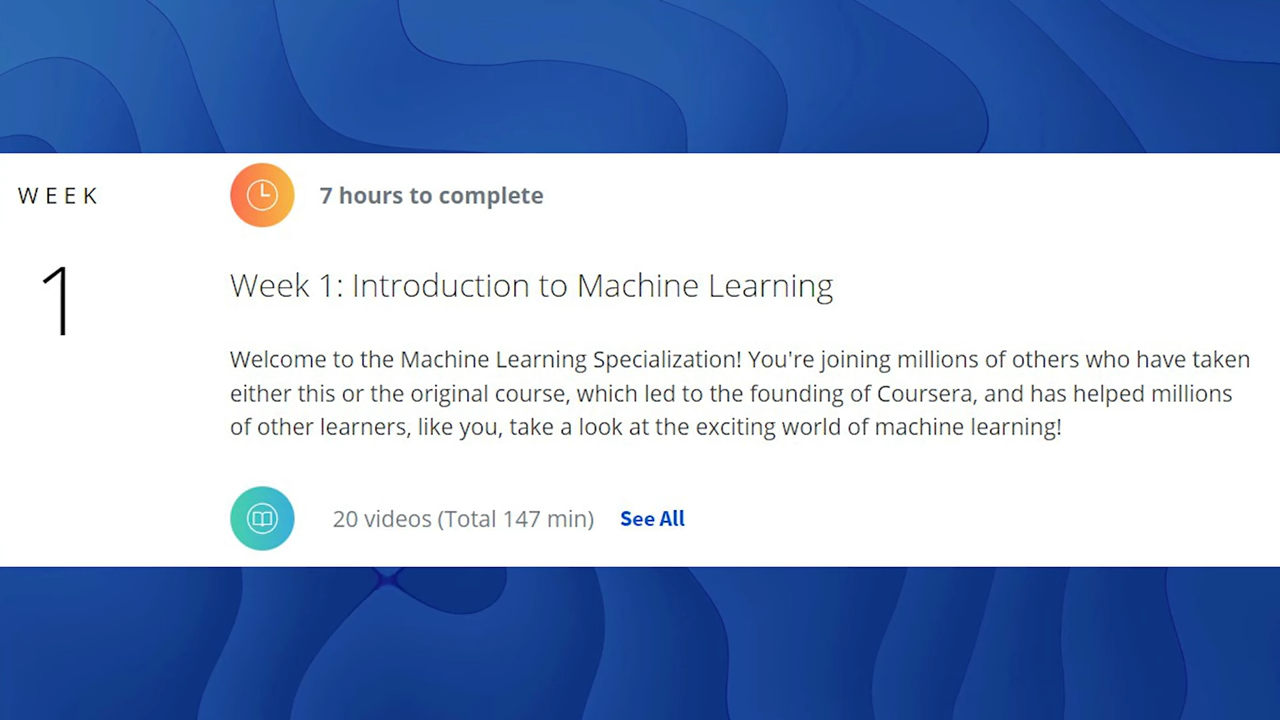 WEEK
7 hours to complete
1
Week 1: Introduction to Machine Learning
Welcome to the Machine Learning Specialization! You're joining millions of others who have taken
either this or the original course, which led to the founding of Coursera, and has helped millions
of other learners, like you, take a look at the exciting world of machine learning!
20 videos (Total 147 min) See All